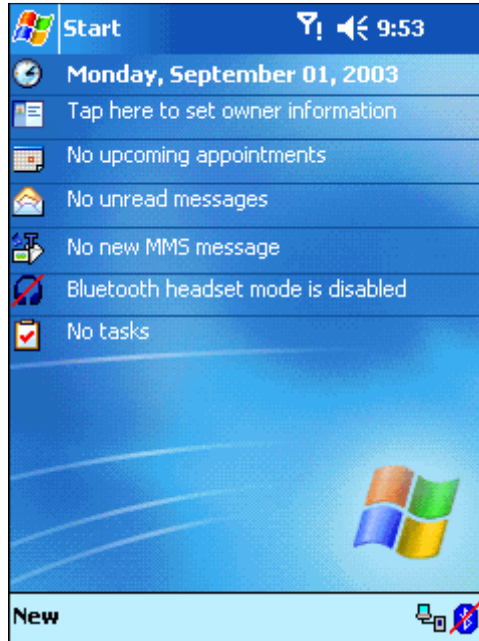 Start 9:53
Monday, September 01, 2003
Tap here to set owner information
No upcoming appointments
No unread messages
No new MMS message
Bluetooth headset mode is disabled
No tasks
New